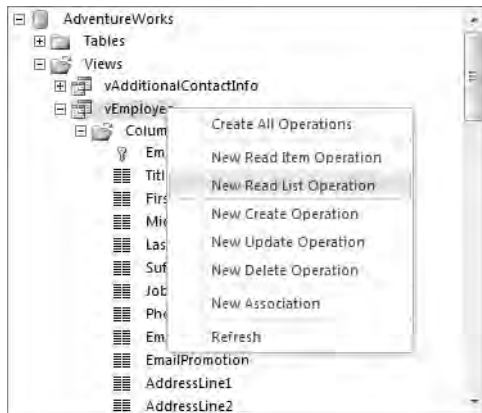 AdventureWorks
Tables
Views
vAdditionalContactInfo
vEmployee
Colum
Em
Titl
Firs
Mid
Las
Suf
Job
Pho
Em
EmailPromotion
AddressLine1
AddressLine2
Create All Operations
New Read Item Operation
New Read List Operation
New Create Operation
New Update Operation
New Delete Operation
New Association
Refresh